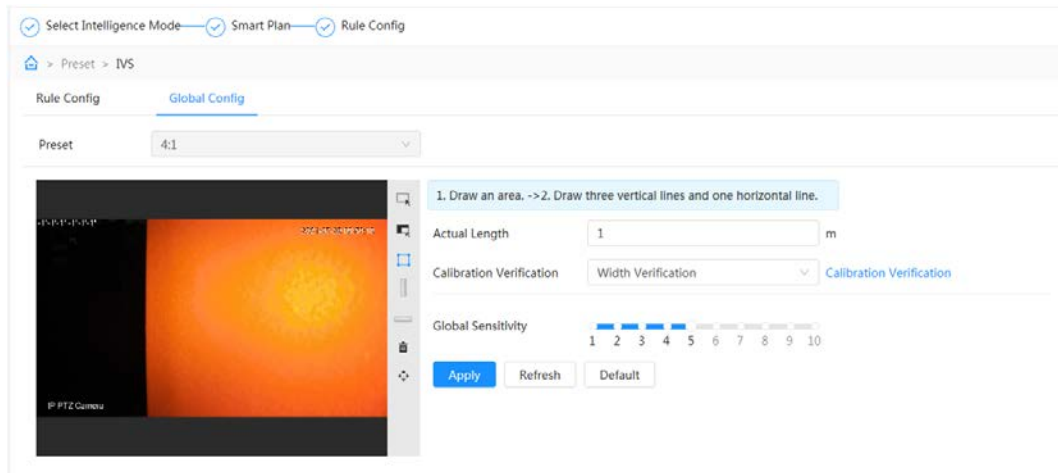 Select Intelligence Mode Smart Plan Rule Config
> Preset > IVS
Rule Config Global Config
Preset 4:1
1. Draw an area. ->2. Draw three vertical lines and one horizontal line.
Actual Length 1 m
Calibration Verification Width Verification Calibration Verification
Global Sensitivity
1 2 3 4 5 6 7 8 9 10
Apply Refresh Default
IP PTZ Camera